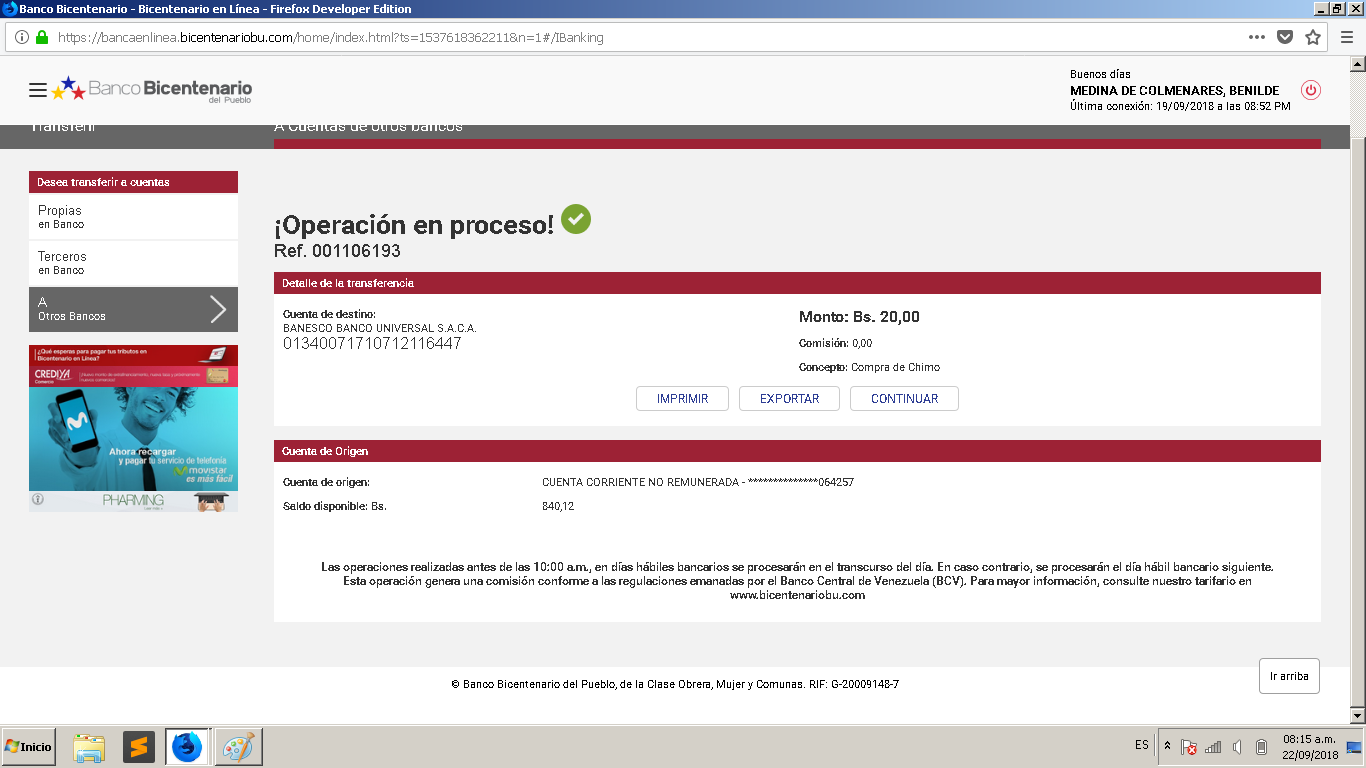 Banco Bicentenario - Bicentenario en Línea - Firefox Developer Edition
https://bancaenlinea.bicentenariobu.com/home/index.html?ts=1537618362211&n=1#/IBanking
Banco Bicentenario
del Pueblo
Buenos días
MEDINA DE COLMENARES, BENILDE
Última conexión: 19/09/2018 a las 08:52 PM
Transferir
A Cuentas de otros bancos
Desea transferir a cuentas
Propias
en Banco
Terceros
en Banco
A
Otros Bancos
¿Qué esperas para pagar tus tributos en
Bicentenario en Línea?
CREDIYA
Comercio
Ahora recargar
y pagar tu servicio de telefonía
movistar
es más fácil
PHARMING
¡Operación en proceso!
Ref. 001106193
Detalle de la transferencia
Cuenta de destino:
BANESCO BANCO UNIVERSAL S.A.C.A.
01340071710712116447
Monto: Bs. 20,00
Comisión: 0,00
Concepto: Compra de Chimo
IMPRIMIR EXPORTAR CONTINUAR
Cuenta de Origen
Cuenta de origen: CUENTA CORRIENTE NO REMUNERADA - **************064257
Saldo disponible: Bs. 840,12
Las operaciones realizadas antes de las 10:00 a.m., en días hábiles bancarios se procesarán en el transcurso del día. En caso contrario, se procesarán el día hábil bancario siguiente.
Esta operación genera una comisión conforme a las regulaciones emanadas por el Banco Central de Venezuela (BCV). Para mayor información, consulte nuestro tarifario en
www.bicentenariobu.com
Ir arriba
© Banco Bicentenario del Pueblo, de la Clase Obrera, Mujer y Comunas. RIF: G-20009148-7
Inicio
ES
08:15 a.m.
22/09/2018